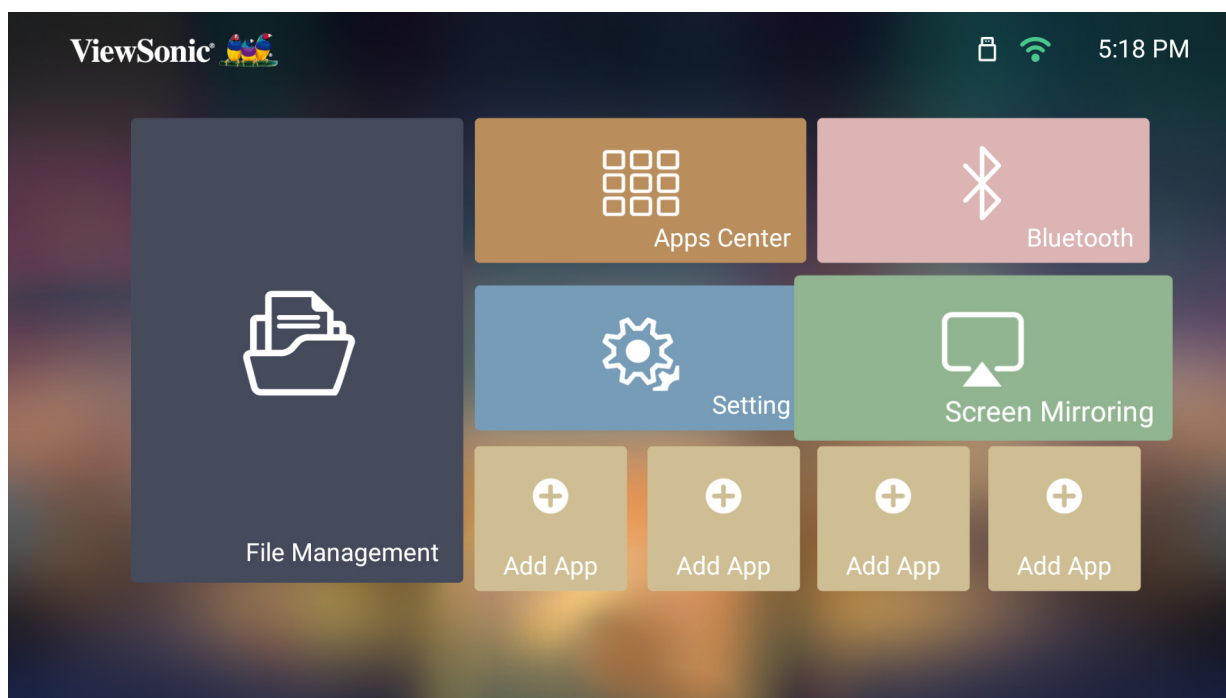 ViewSonic®
5:18 PM
Apps Center
Bluetooth
Setting
Screen Mirroring
File Management
Add App
Add App
Add App
Add App